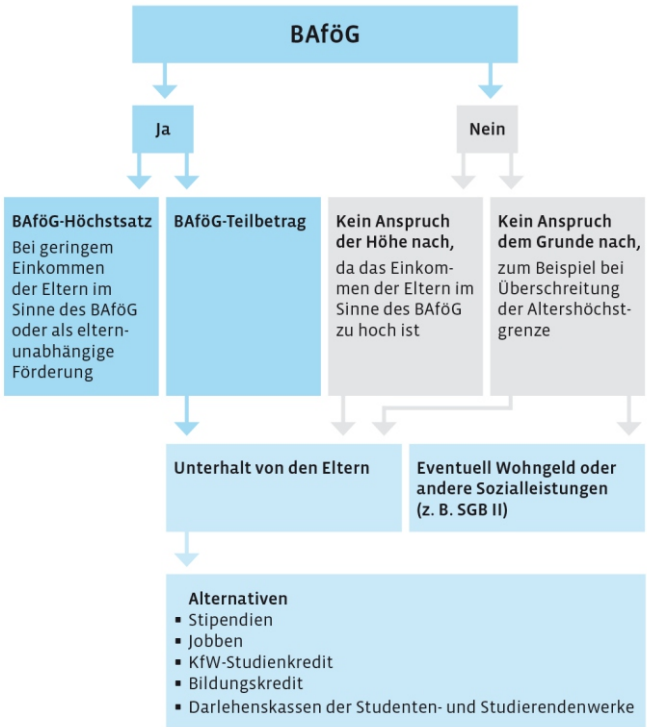 BAföG
Ja
Nein
BAföG-Höchstsatz
Bei geringem
Einkommen
der Eltern im
Sinne des BAföG
oder als eltern-
unabhängige
Förderung
BAföG-Teilbetrag
Kein Anspruch
der Höhe nach,
da das Einkom-
men der Eltern im
Sinne des BAföG
zu hoch ist
Kein Anspruch
dem Grunde nach,
zum Beispiel bei
Überschreitung
der Altershöchst-
grenze
Unterhalt von den Eltern
Eventuell Wohngeld oder
andere Sozialleistungen
(z. B. SGB II)
Alternativen
▪ Stipendien
▪ Jobben
▪ KfW-Studienkredit
▪ Bildungskredit
▪ Darlehenskassen der Studenten- und Studierendenwerke